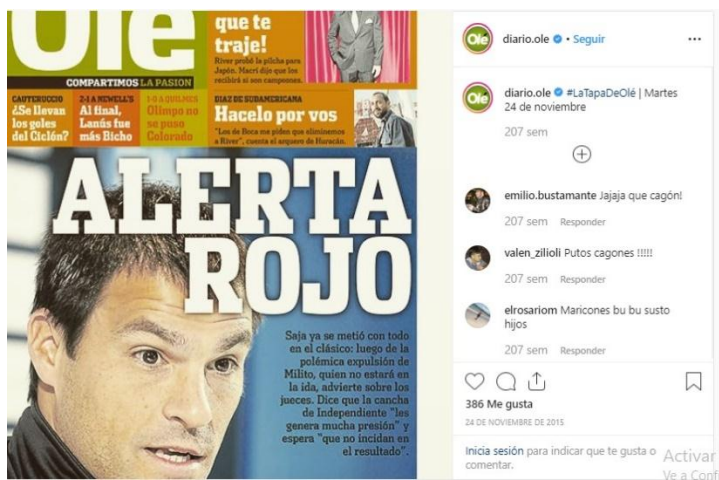 Olé
que te
traje!
River probó la pilcha para
Japón. Macri dijo que los
recibirá si son campeones.
COMPARTIMOS LA PASION
CAUTERUCCIO
¿Se llevan
los goles
del Ciclón?
2-1 A NEWELL'S
Al final,
Lanús fue
más Bicho
1-0 A QUILMES
Olimpo no
se puso
Colorado
DIAZ DE SUDAMERICANA
Hacelo por vos
"Los de Boca me piden que eliminemos
a River", cuenta el arquero de Huracán.
ALERTA
ROJO
Saja ya se metió con todo
en el clásico: luego de la
polémica expulsión de
Milito, quien no estará en
la ida, advierte sobre los
jueces. Dice que la cancha
de Independiente "les
genera mucha presión" y
espera "que no incidan en
el resultado".
Olé
diario.ole • Seguir
Olé
diario.ole #LaTapaDeOlé | Martes
24 de noviembre
207 sem
emilio.bustamante Jajaja que cagón!
207 sem Responder
valen_zilioli Putos cagones !!!!!
207 sem Responder
elrosariom Maricones bu bu susto
hijos
207 sem Responder
386 Me gusta
24 DE NOVIEMBRE DE 2015
Inicia sesión para indicar que te gusta o
comentar.
Activar
Ve a Conf